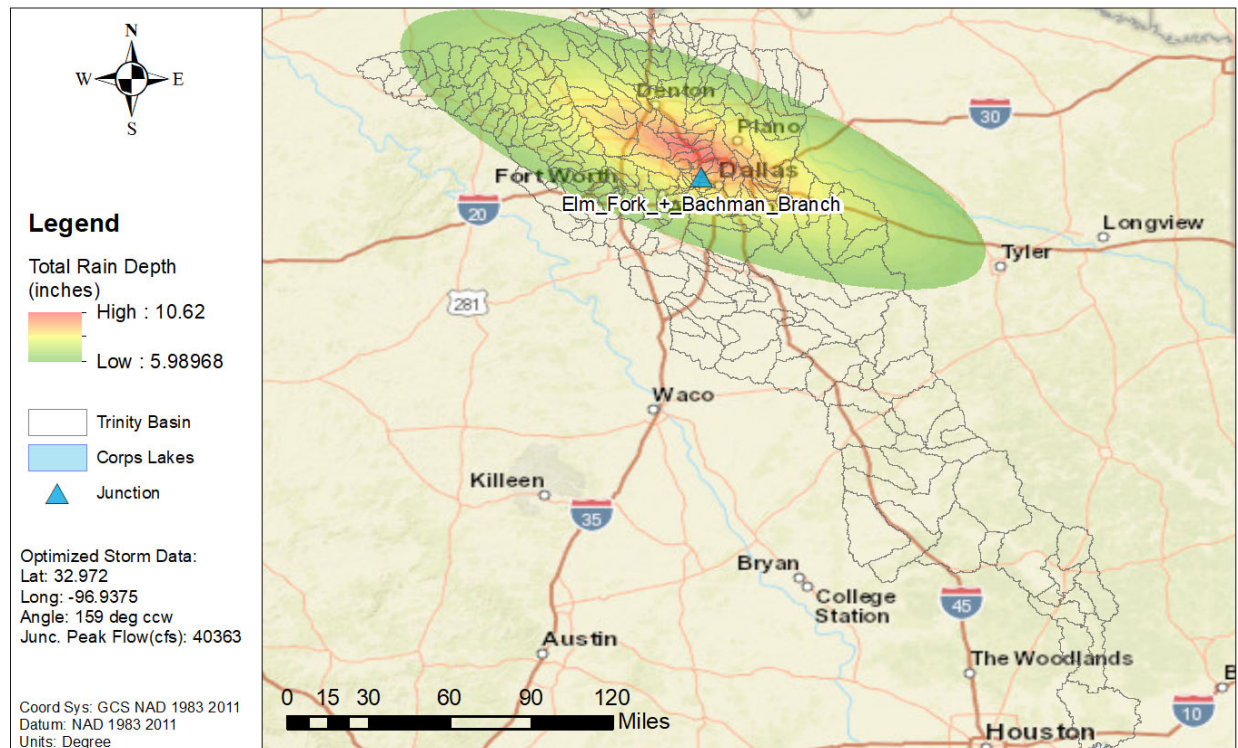 N
W E
S
Legend
Total Rain Depth
(inches)
High : 10.62
Low : 5.98968
Trinity Basin
Corps Lakes
Junction
Optimized Storm Data:
Lat: 32.972
Long: -96.9375
Angle: 159 deg ccw
Junc. Peak Flow(cfs): 40363
Coord Sys: GCS NAD 1983 2011
Datum: NAD 1983 2011
Units: Degree
Denton
30
Plano
Dallas
Fort Worth
20
Elm_Fork_+_Bachman_Branch
Longview
Tyler
281
Waco
Killeen
35
Bryan
College
Station
45
Austin
The Woodlands
B
10
Houston
0 15 30 60 90 120
Miles